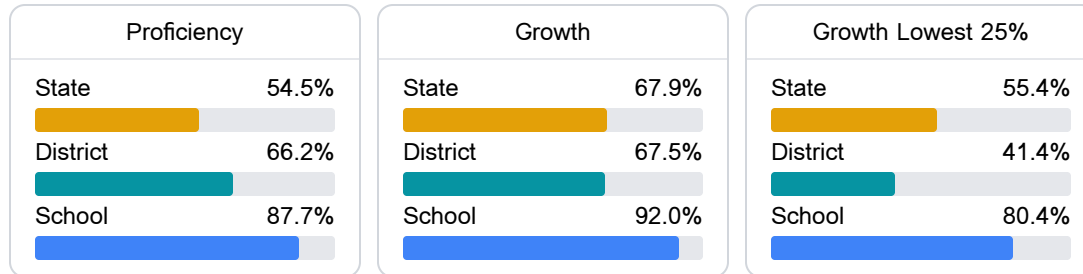 Proficiency
State 54.5%
District 66.2%
School 87.7%
Growth
State 67.9%
District 67.5%
School 92.0%
Growth Lowest 25%
State 55.4%
District 41.4%
School 80.4%